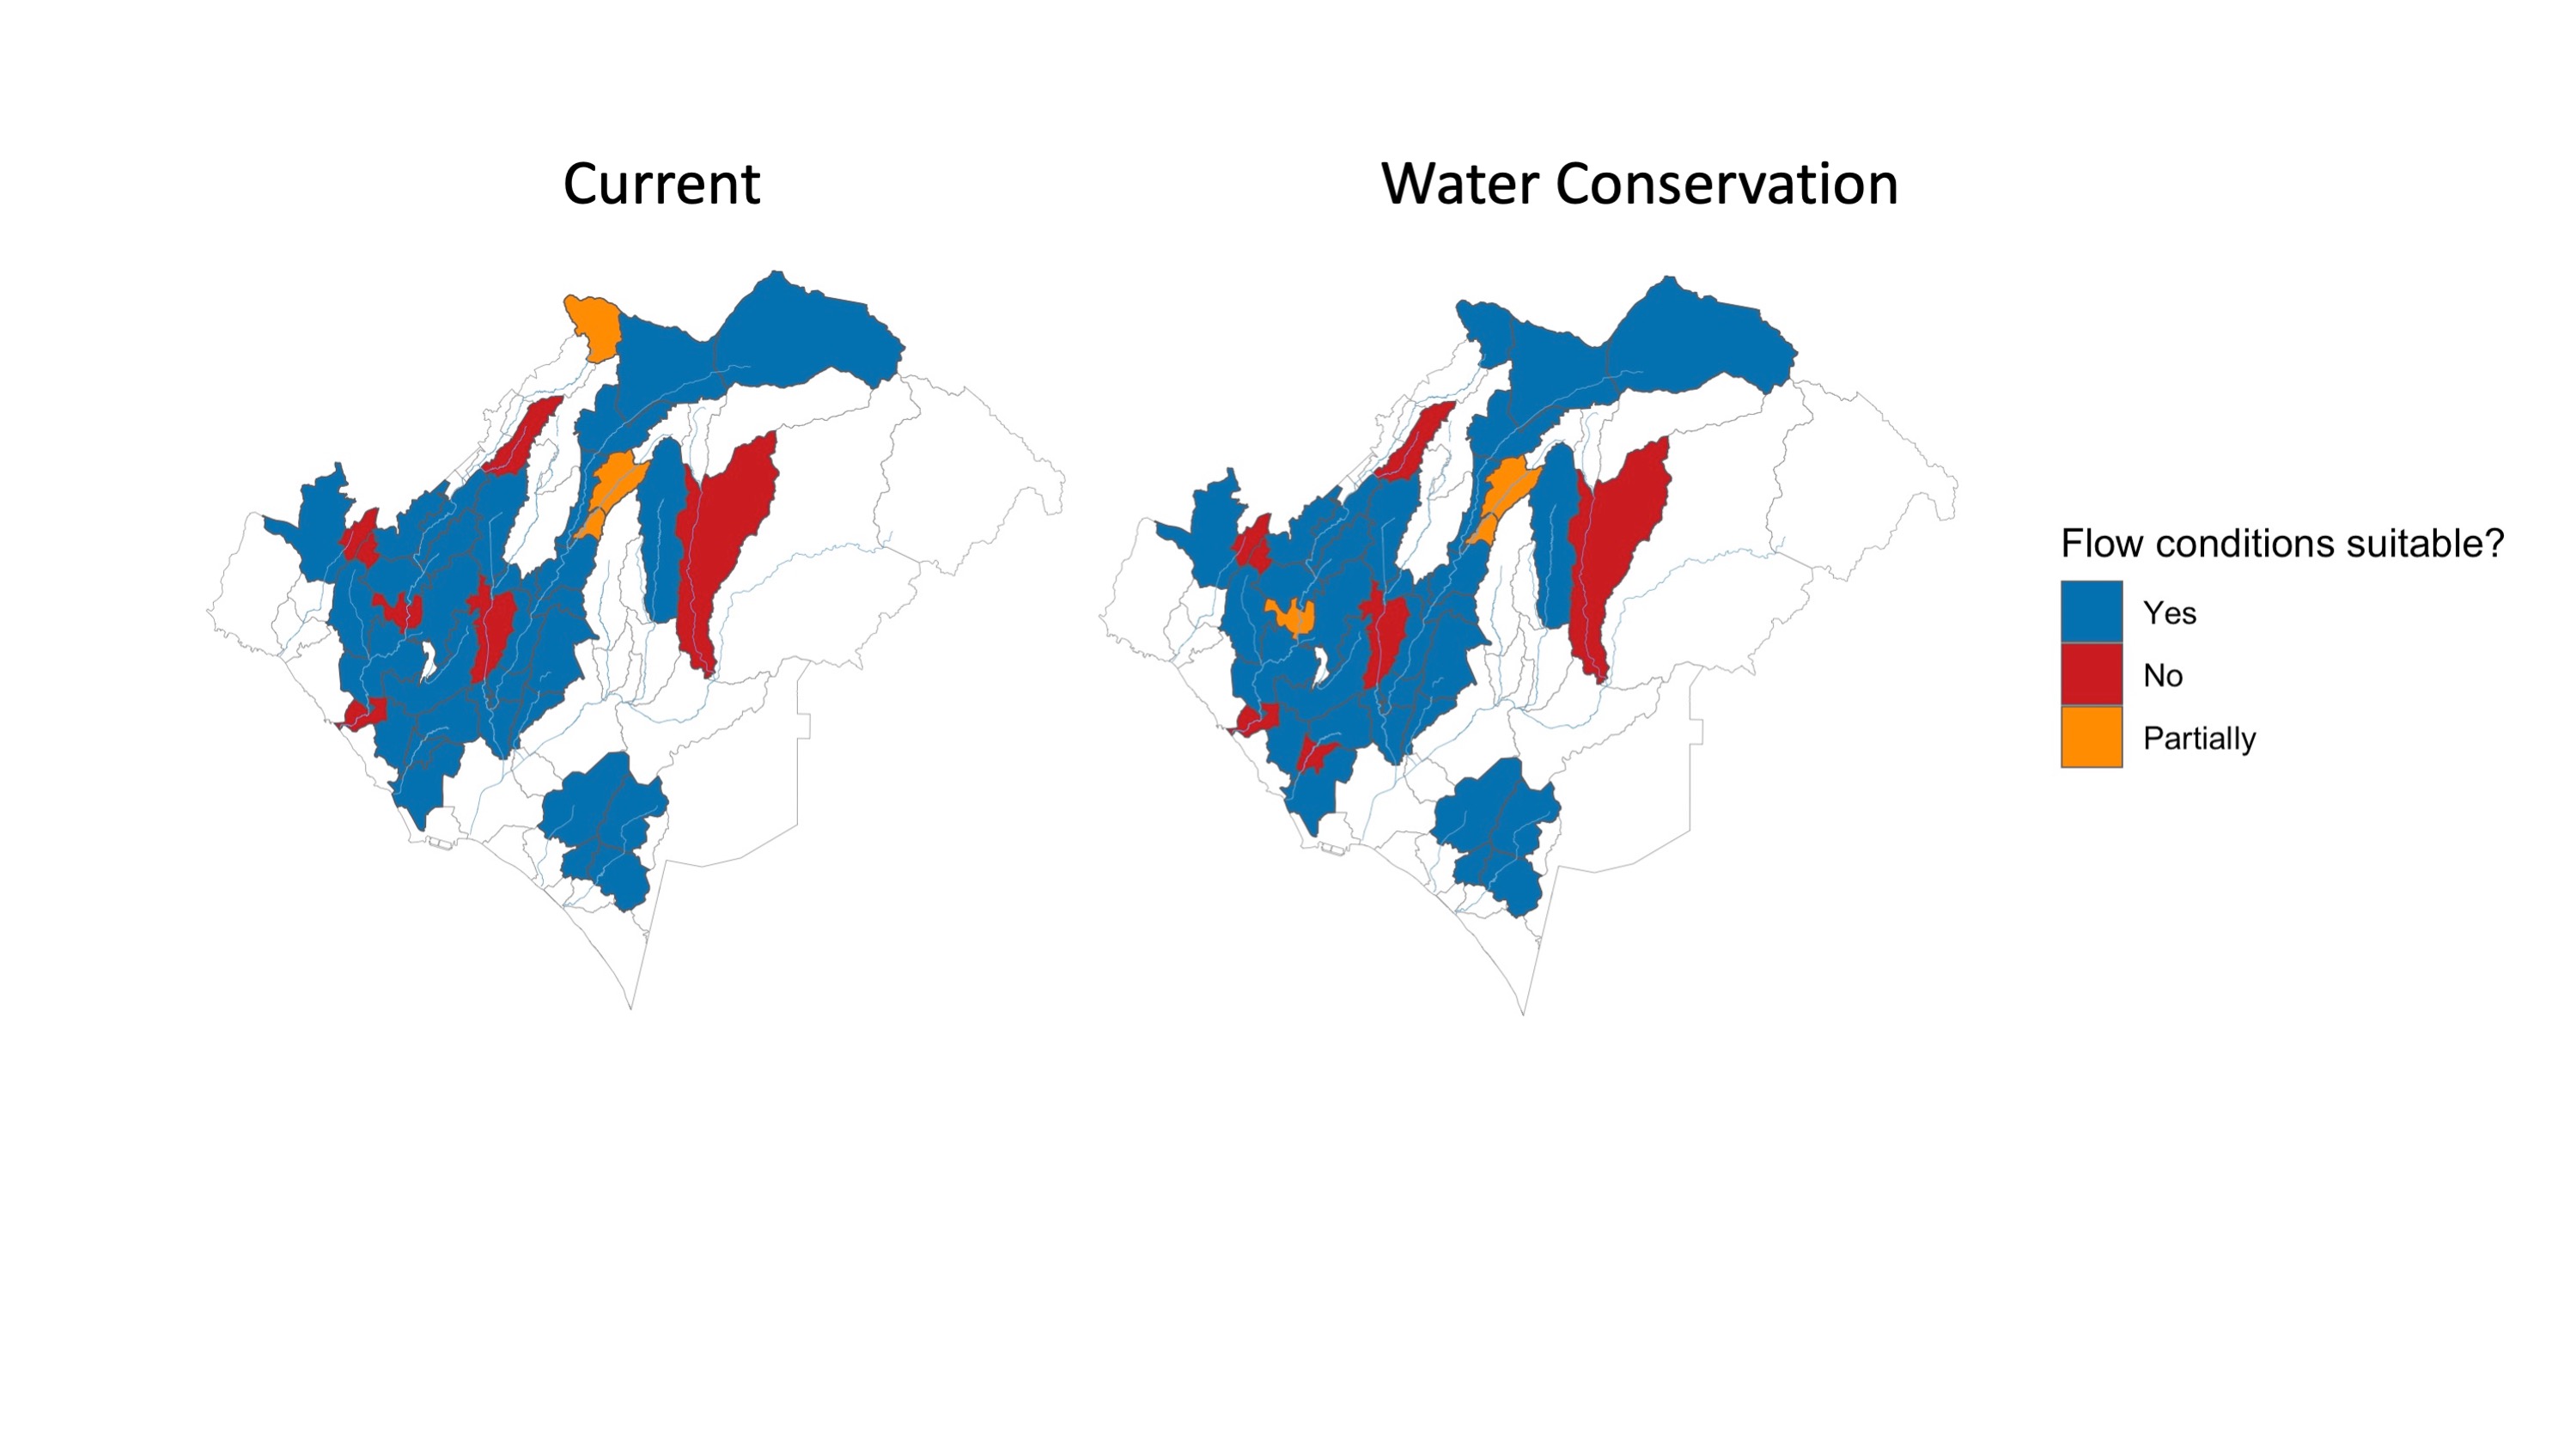 Current
Water Conservation
Flow conditions suitable?
Yes
No
Partially